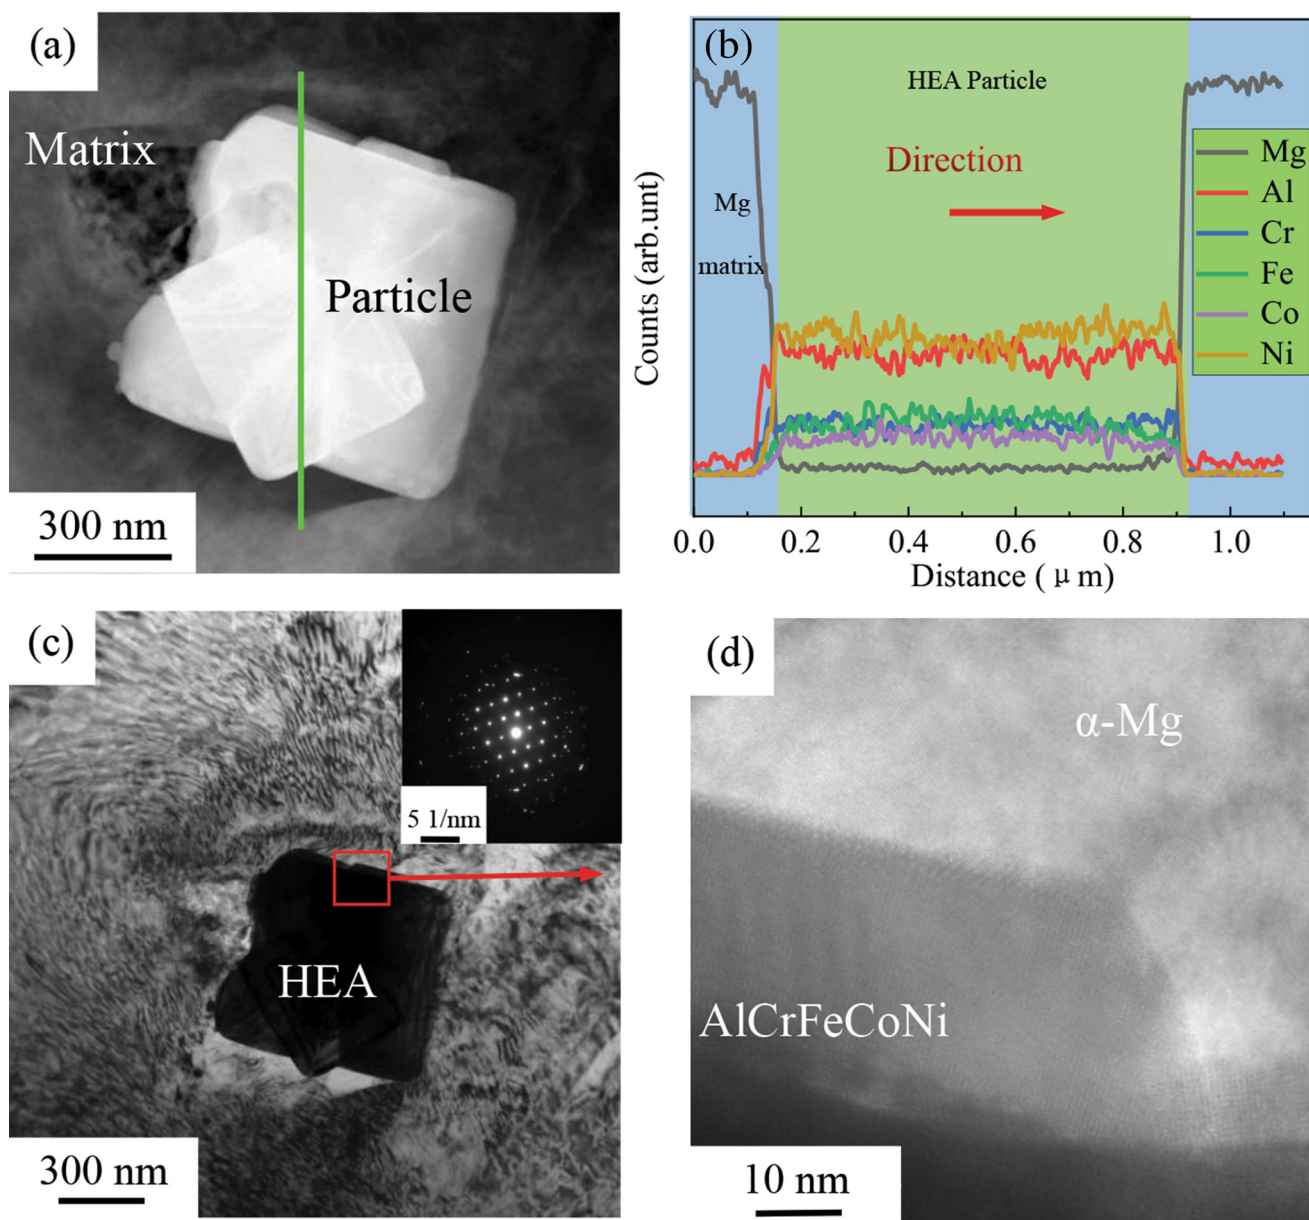 (a)
Matrix
Particle
300 nm
(b)
HEA Particle
Direction
Mg
matrix
Mg
Al
Cr
Fe
Co
Ni
Counts (arb.unt)
0.0 0.2 0.4 0.6 0.8 1.0
Distance ( μm)
(c)
5 1/nm
HEA
300 nm
(d)
α-Mg
AlCrFeCoNi
10 nm